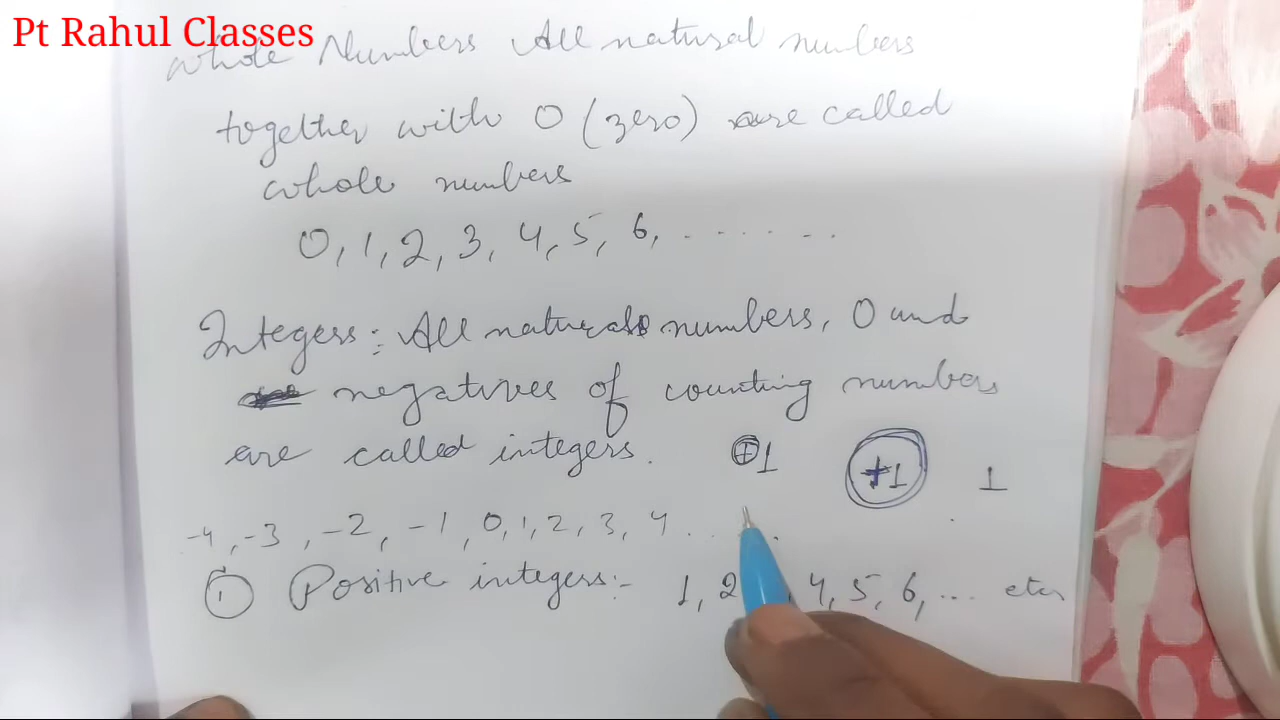 Pt Rahul Classes
Whole Numbers All natural numbers
together with 0 (zero) are called
whole numbers
0, 1, 2, 3, 4, 5, 6, .......
Integers: All natural numbers, 0 and
negatives of counting numbers
are called integers. +1 +1 1
-4, -3, -2, -1, 0, 1, 2, 3, 4 ....
① Positive integers:- 1, 2 , 4, 5, 6, ... etc